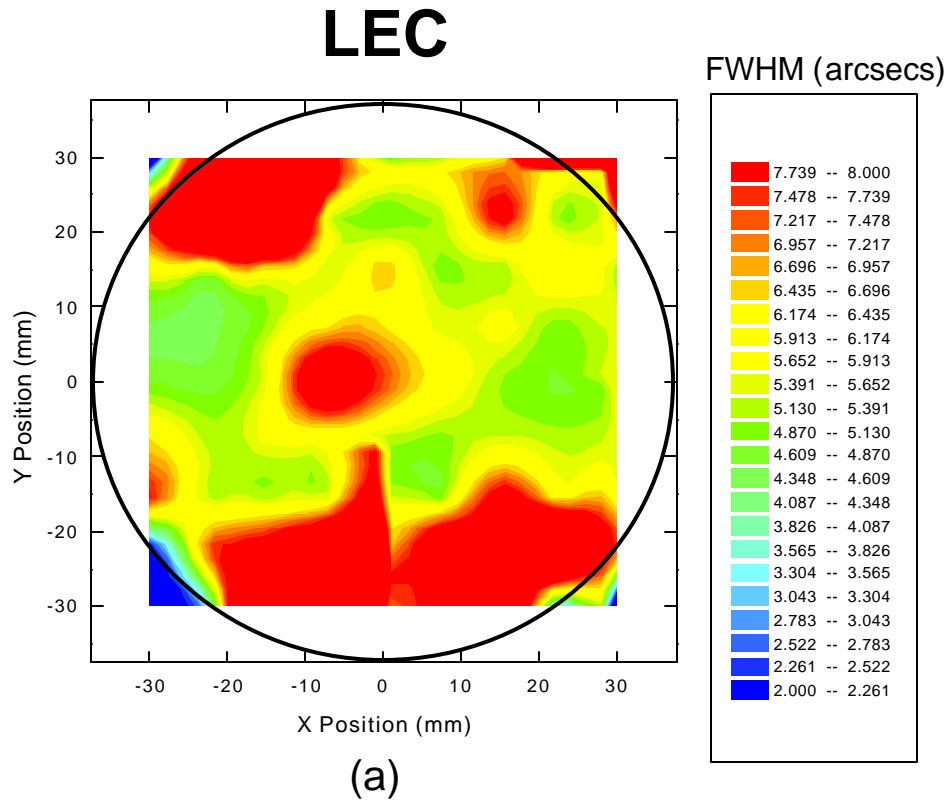 LEC
FWHM (arcsecs)
7.739 -- 8.000
7.478 -- 7.739
7.217 -- 7.478
6.957 -- 7.217
6.696 -- 6.957
6.435 -- 6.696
6.174 -- 6.435
5.913 -- 6.174
5.652 -- 5.913
5.391 -- 5.652
5.130 -- 5.391
4.870 -- 5.130
4.609 -- 4.870
4.348 -- 4.609
4.087 -- 4.348
3.826 -- 4.087
3.565 -- 3.826
3.304 -- 3.565
3.043 -- 3.304
2.783 -- 3.043
2.522 -- 2.783
2.261 -- 2.522
2.000 -- 2.261
Y Position (mm)
30
20
10
0
-10
-20
-30
-30 -20 -10 0 10 20 30
X Position (mm)
(a)